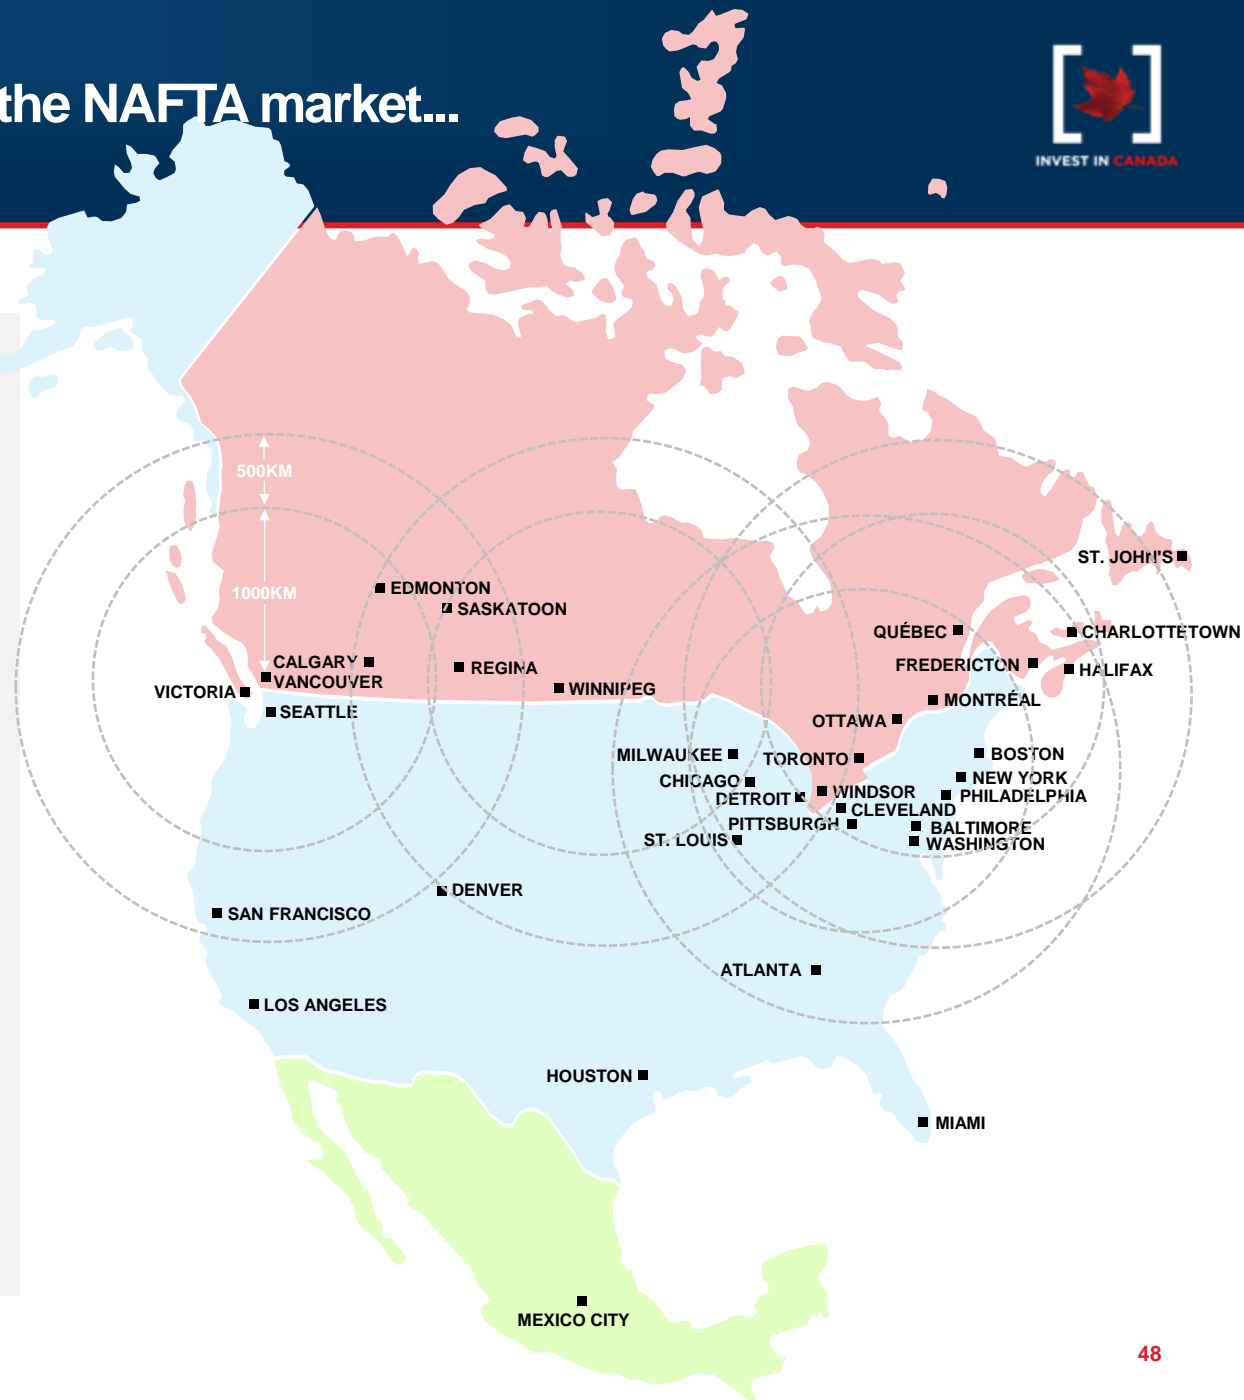 the NAFTA market...
INVEST IN CANADA
500KM
1000KM
ST. JOHN'S
EDMONTON
SASKATOON
QUÉBEC
CHARLOTTETOWN
CALGARY
REGINA
FREDERICTON
HALIFAX
VANCOUVER
VICTORIA
WINNIPEG
MONTRÉAL
SEATTLE
OTTAWA
MILWAUKEE
TORONTO
BOSTON
CHICAGO
NEW YORK
DETROIT
WINDSOR
PHILADELPHIA
CLEVELAND
PITTSBURGH
BALTIMORE
ST. LOUIS
WASHINGTON
DENVER
SAN FRANCISCO
ATLANTA
LOS ANGELES
HOUSTON
MIAMI
MEXICO CITY
48